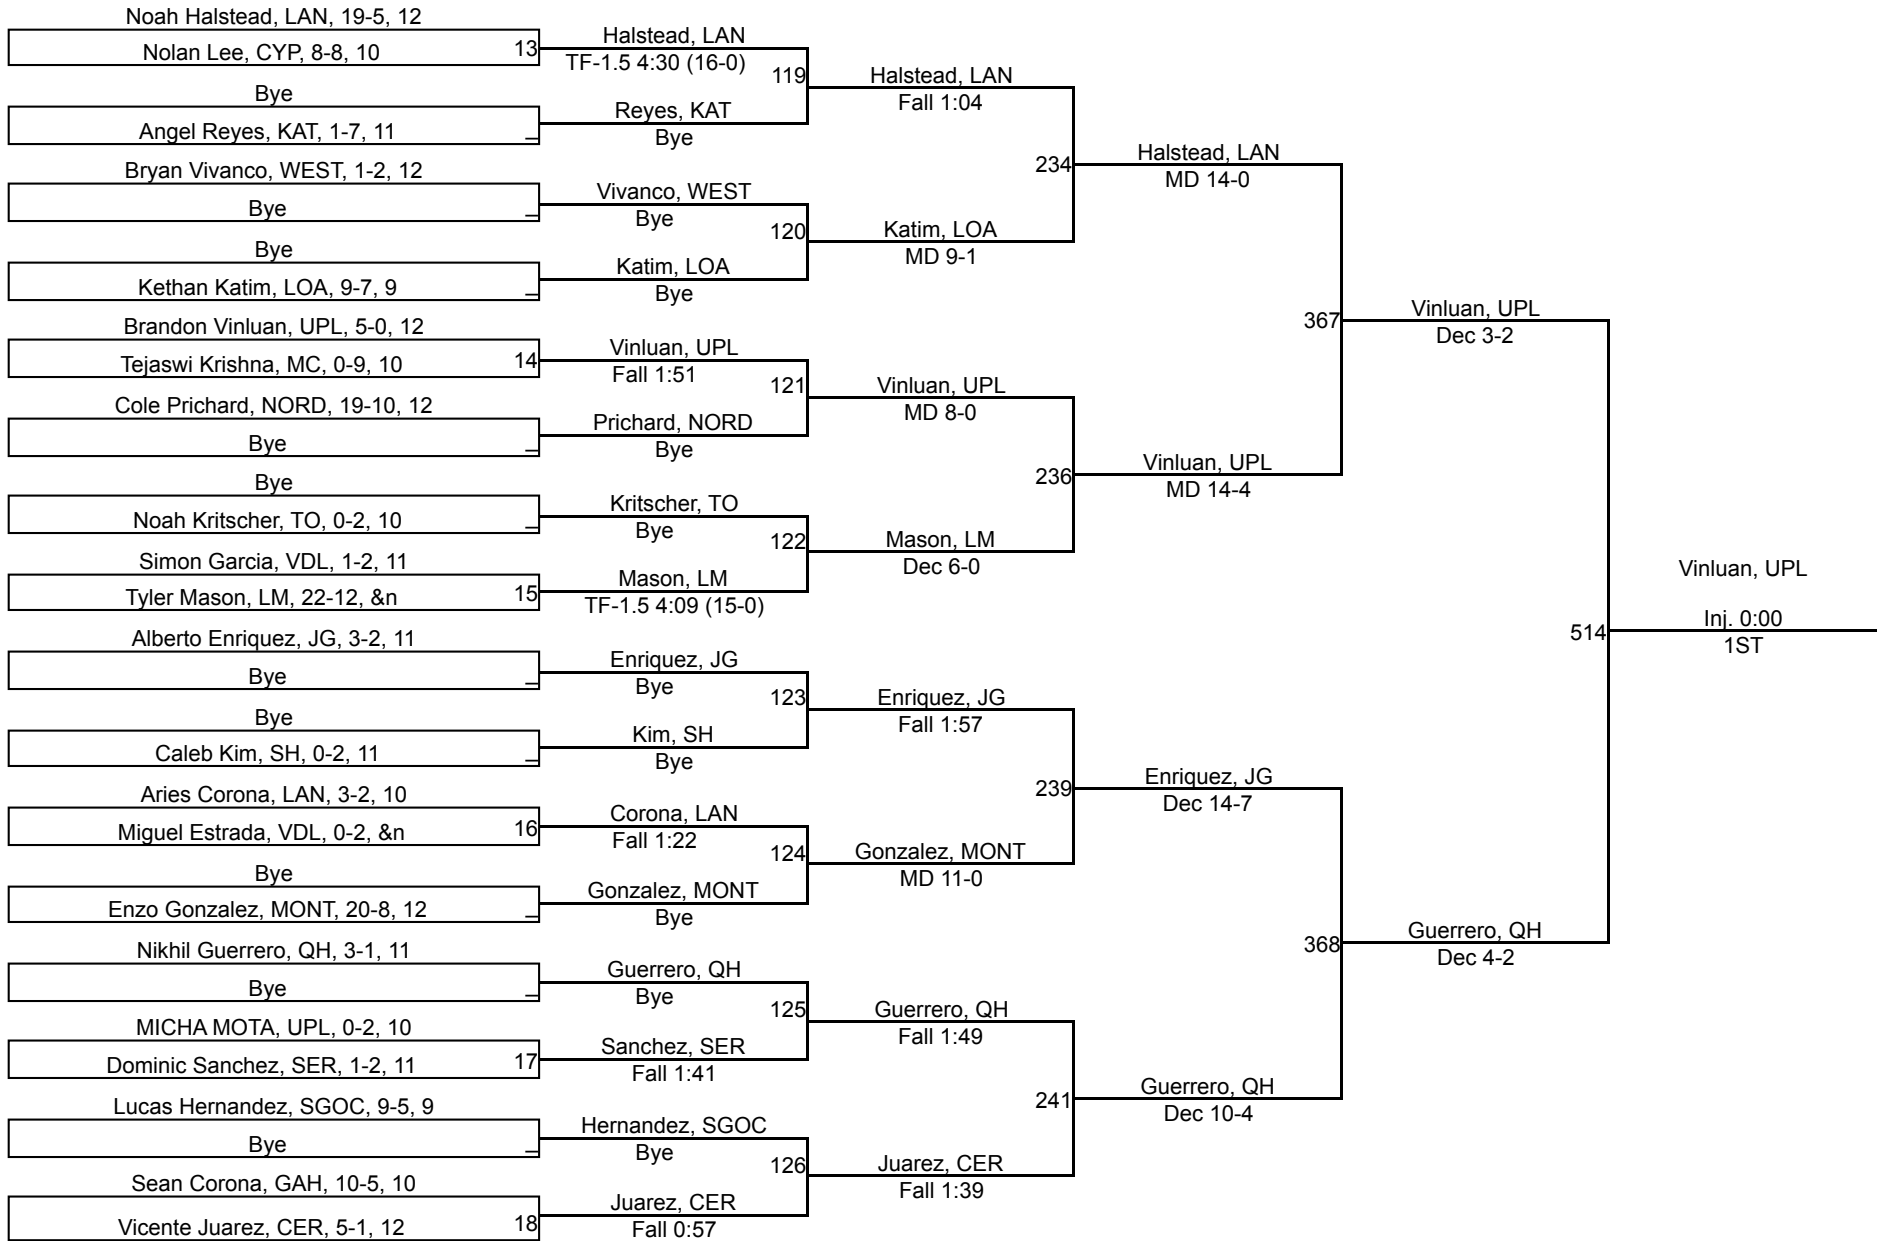 Noah Halstead, LAN, 19-5, 12
Nolan Lee, CYP, 8-8, 10
13
Bye
Angel Reyes, KAT, 1-7, 11
_
Bryan Vivanco, WEST, 1-2, 12
Bye
_
Bye
Kethan Katim, LOA, 9-7, 9
_
Brandon Vinluan, UPL, 5-0, 12
Tejaswi Krishna, MC, 0-9, 10
14
Cole Prichard, NORD, 19-10, 12
Bye
_
Bye
Noah Kritscher, TO, 0-2, 10
_
Simon Garcia, VDL, 1-2, 11
Tyler Mason, LM, 22-12, &n
15
Alberto Enriquez, JG, 3-2, 11
Bye
_
Bye
Caleb Kim, SH, 0-2, 11
_
Aries Corona, LAN, 3-2, 10
Miguel Estrada, VDL, 0-2, &n
16
Bye
Enzo Gonzalez, MONT, 20-8, 12
_
Nikhil Guerrero, QH, 3-1, 11
Bye
_
MICHA MOTA, UPL, 0-2, 10
Dominic Sanchez, SER, 1-2, 11
17
Lucas Hernandez, SGOC, 9-5, 9
Bye
_
Sean Corona, GAH, 10-5, 10
Vicente Juarez, CER, 5-1, 12
18
Halstead, LAN
TF-1.5 4:30 (16-0)
119
Reyes, KAT
Bye
Vivanco, WEST
Bye
120
Katim, LOA
Bye
Vinluan, UPL
Fall 1:51
121
Prichard, NORD
Bye
Kritscher, TO
Bye
122
Mason, LM
TF-1.5 4:09 (15-0)
Enriquez, JG
Bye
123
Kim, SH
Bye
Corona, LAN
Fall 1:22
124
Gonzalez, MONT
Bye
Guerrero, QH
Bye
125
Sanchez, SER
Fall 1:41
Hernandez, SGOC
Bye
126
Juarez, CER
Fall 0:57
Halstead, LAN
Fall 1:04
234
Katim, LOA
MD 9-1
Vinluan, UPL
MD 8-0
236
Mason, LM
Dec 6-0
Enriquez, JG
Fall 1:57
239
Gonzalez, MONT
MD 11-0
Guerrero, QH
Fall 1:49
241
Juarez, CER
Fall 1:39
Halstead, LAN
MD 14-0
367
Vinluan, UPL
MD 14-4
Enriquez, JG
Dec 14-7
368
Guerrero, QH
Dec 10-4
Vinluan, UPL
Dec 3-2
514
Guerrero, QH
Dec 4-2
Vinluan, UPL
Inj. 0:00
1ST